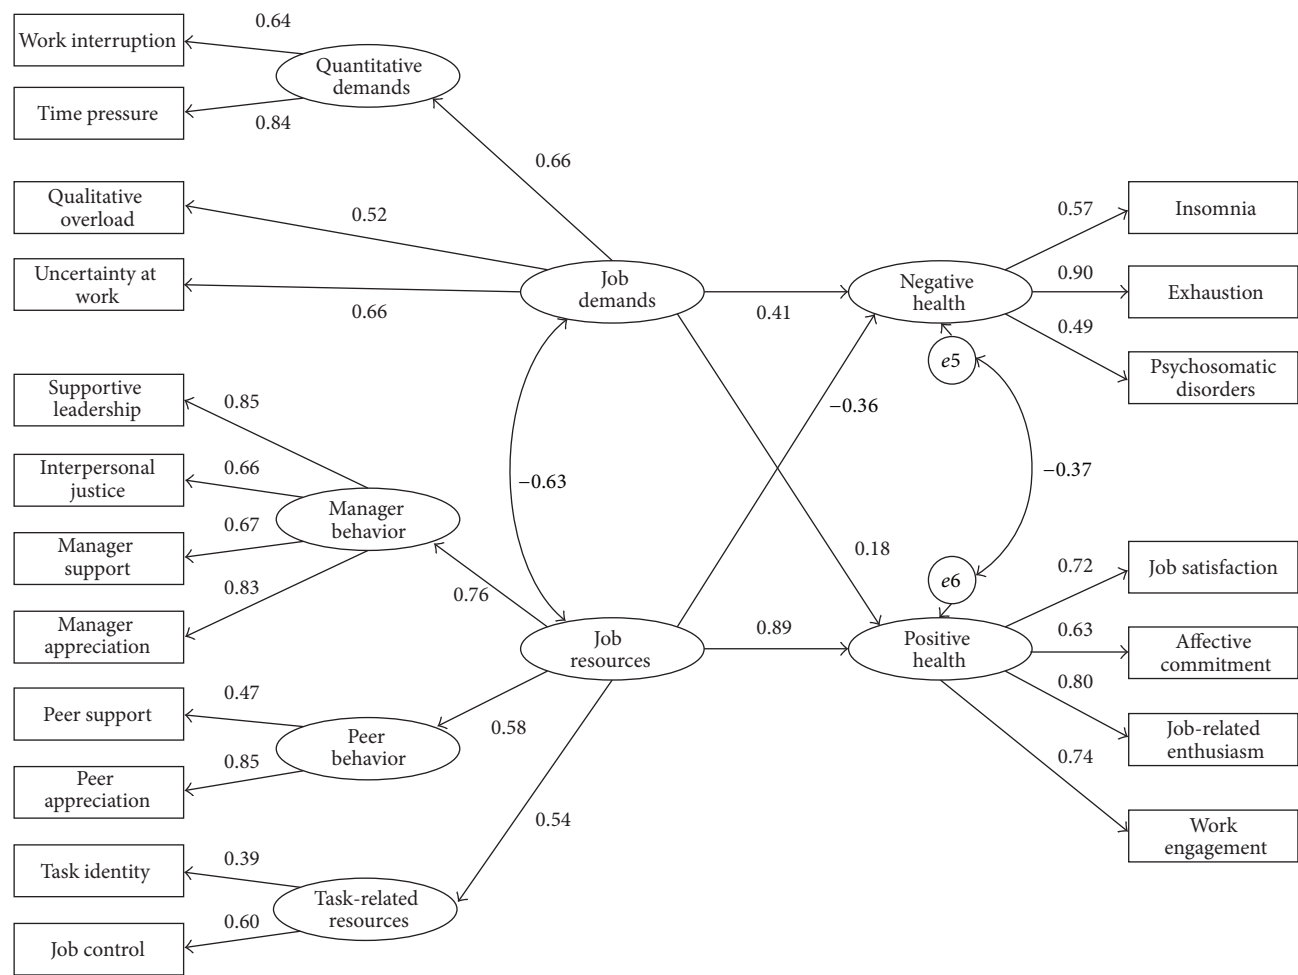 Work interruption
0.64
Quantitative
demands
Time pressure
0.84
0.66
Qualitative
overload
0.52
Uncertainty at
work
0.66
Job
demands
0.41
Negative
health
0.57
Insomnia
0.90
Exhaustion
0.49
Psychosomatic
disorders
e5
Supportive
leadership
0.85
−0.36
Interpersonal
justice
0.66
−0.63
−0.37
Manager
behavior
Manager
support
0.67
0.18
e6
0.72
Job satisfaction
Manager
appreciation
0.83
0.76
Job
resources
0.89
Positive
health
0.63
Affective
commitment
Peer support
0.47
0.58
0.80
Job-related
enthusiasm
Peer
behavior
Peer
appreciation
0.85
0.74
Work
engagement
0.54
Task identity
0.39
Task-related
resources
Job control
0.60